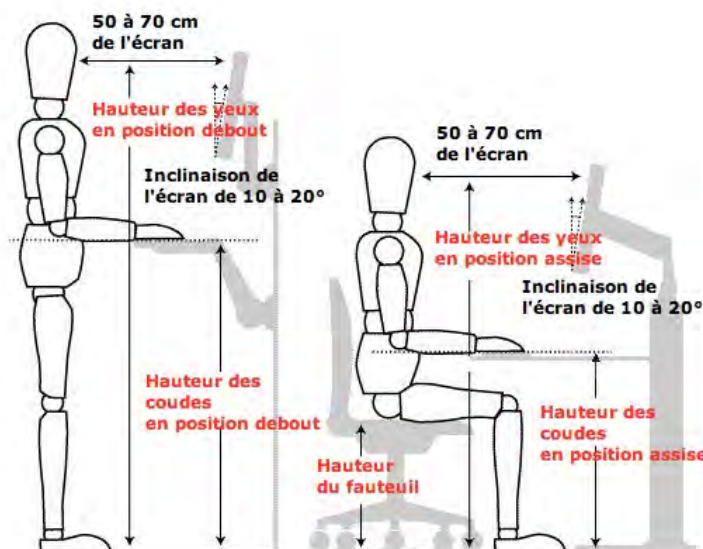 50 à 70 cm
de l'écran
Hauteur des yeux
en position debout
Inclinaison de
l'écran de 10 à 20°
Hauteur des
coudes
en position debout
50 à 70 cm
de l'écran
Hauteur des yeux
en position assise
Inclinaison de
l'écran de 10 à 20°
Hauteur des
coudes
en position assise
Hauteur
du fauteuil